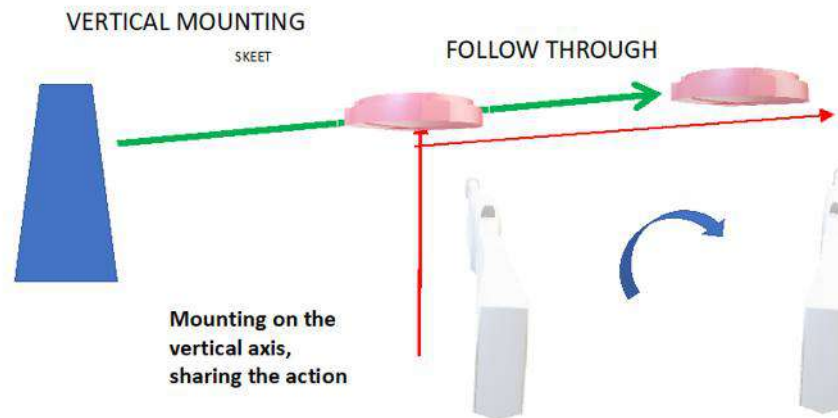 VERTICAL MOUNTING
SKEET
FOLLOW THROUGH
Mounting on the
vertical axis,
sharing the action